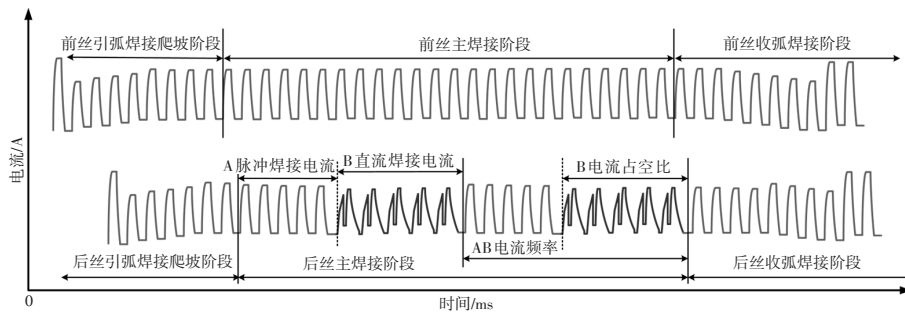 前丝引弧焊接爬坡阶段
前丝主焊接阶段
前丝收弧焊接阶段
电流/A
A脉冲焊接电流
B直流焊接电流
B电流占空比
AB电流频率
后丝引弧焊接爬坡阶段
后丝主焊接阶段
后丝收弧焊接阶段
0
时间/ms